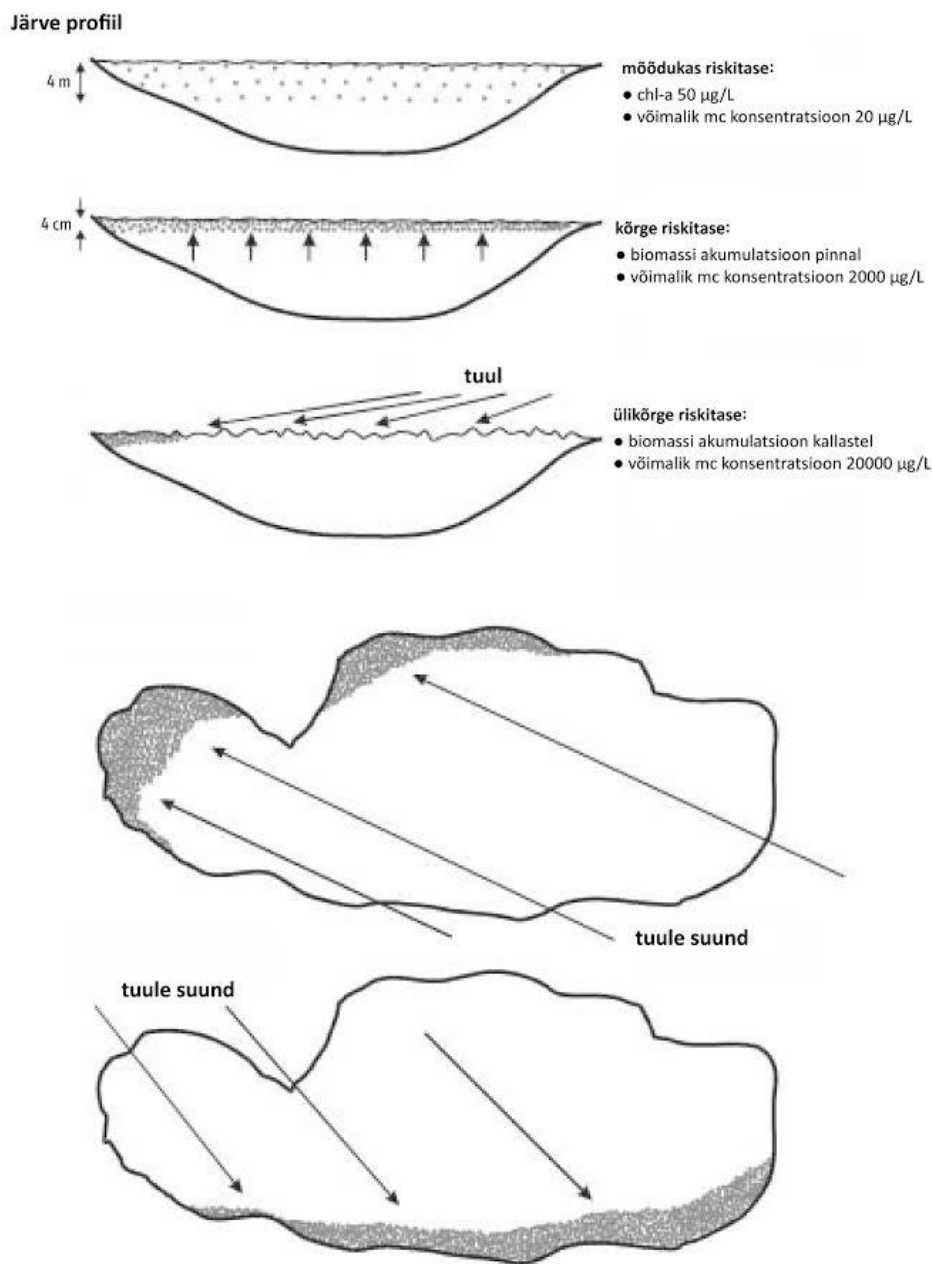 Järve profiil
4 m
mõõdukas riskitase:
● chl-a 50 µg/L
● võimalik mc konsentratsioon 20 µg/L
4 cm
kõrge riskitase:
● biomassi akumulatsioon pinnal
● võimalik mc konsentratsioon 2000 µg/L
tuul
ülikõrge riskitase:
● biomassi akumulatsioon kallastel
● võimalik mc konsentratsioon 20000 µg/L
tuule suund
tuule suund